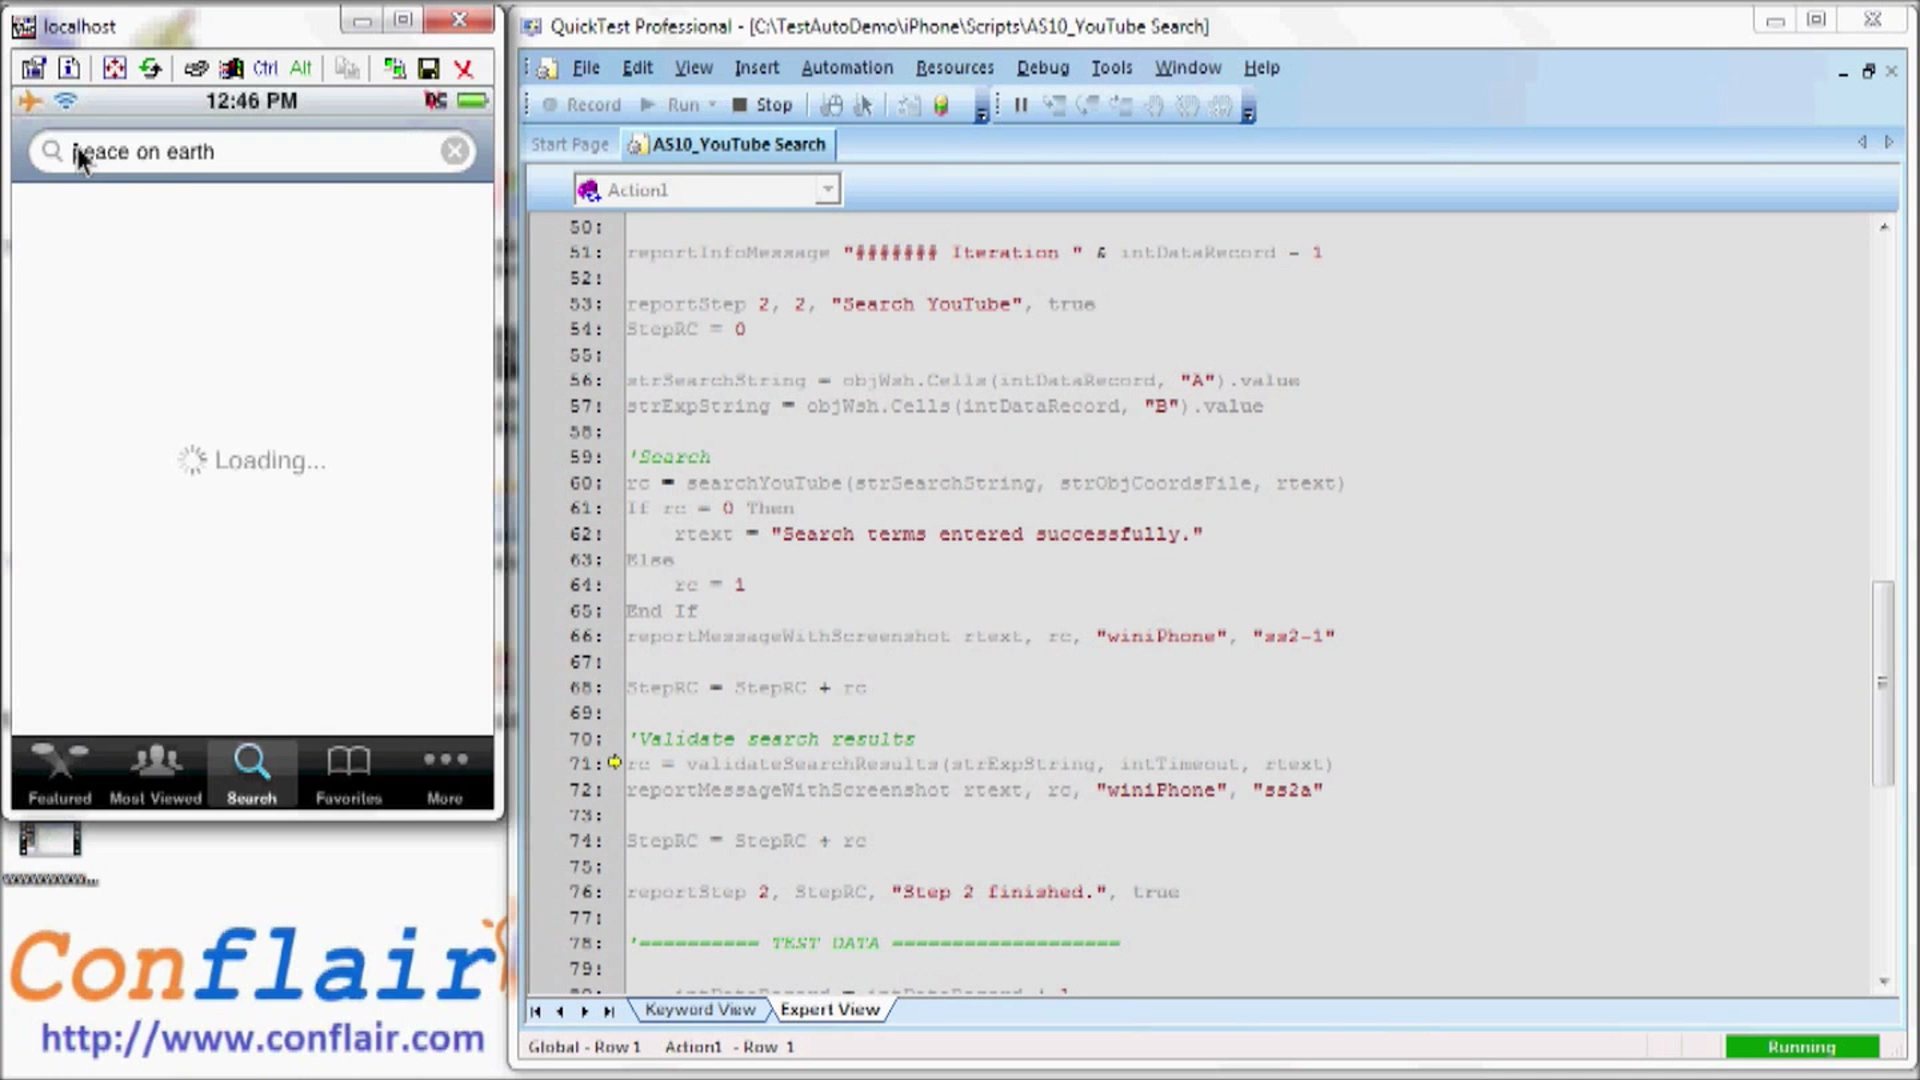 localhost
Ctrl Alt
12:46 PM
eace on earth
Loading...
Featured Most Viewed Search Favorites More
Conflair
http://www.conflair.com
QuickTest Professional - [C:\TestAutoDemo\iPhone\Scripts\AS10_YouTube Search]
File Edit View Insert Automation Resources Debug Tools Window Help
Record Run Stop
Start Page AS10_YouTube Search
Action1
50:
51: reportInfoMessage "####### Iteration " & intDataRecord - 1
52:
53: reportStep 2, 2, "Search YouTube", true
54: StepRC = 0
55:
56: strSearchString = objWsh.Cells(intDataRecord, "A").value
57: strExpString = objWsh.Cells(intDataRecord, "B").value
58:
59: 'Search
60: rc = searchYouTube(strSearchString, strObjCoordsFile, rtext)
61: If rc = 0 Then
62: rtext = "Search terms entered successfully."
63: Else
64: rc = 1
65: End If
66: reportMessageWithScreenshot rtext, rc, "winiPhone", "ss2-1"
67:
68: StepRC = StepRC + rc
69:
70: 'Validate search results
71: rc = validateSearchResults(strExpString, intTimeout, rtext)
72: reportMessageWithScreenshot rtext, rc, "winiPhone", "ss2a"
73:
74: StepRC = StepRC + rc
75:
76: reportStep 2, StepRC, "Step 2 finished.", true
77:
78: '========== TEST DATA ===================
79:
Keyword View Expert View
Global - Row 1 Action1 - Row 1
Running